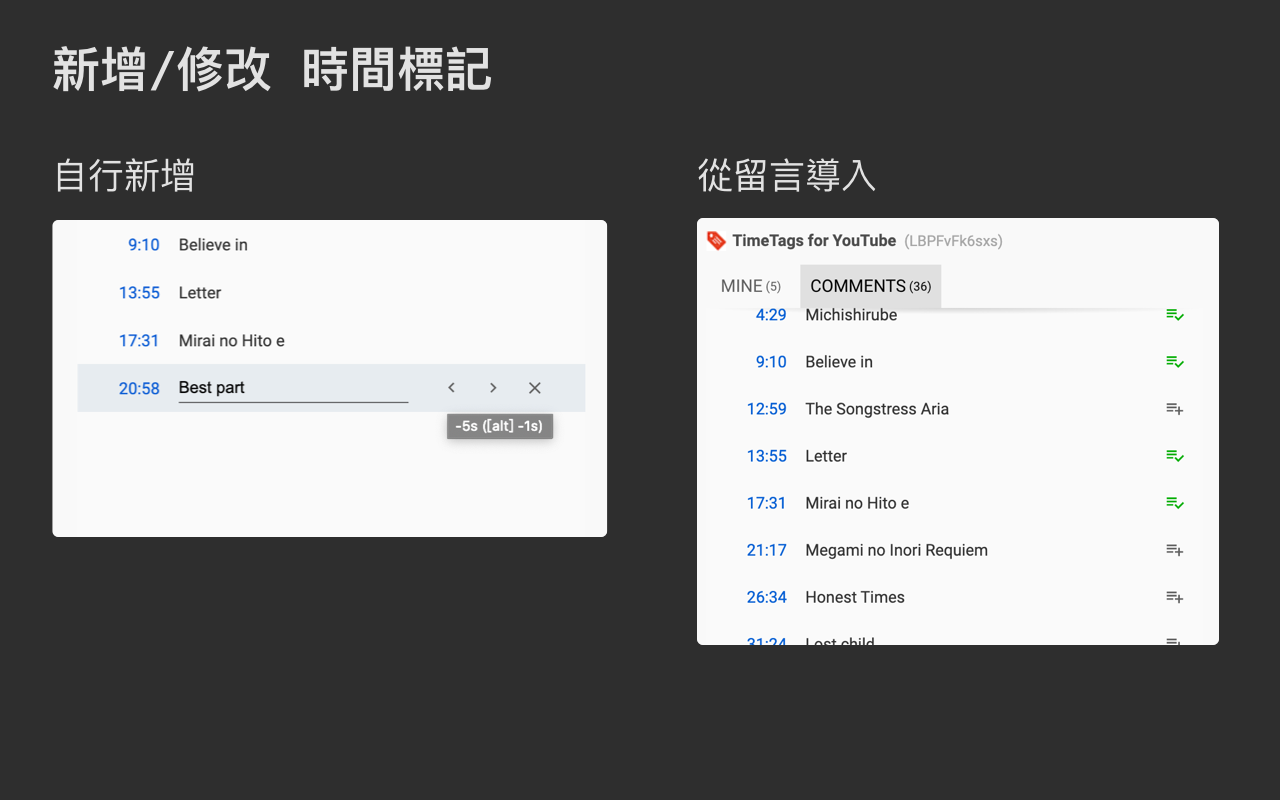 新增/修改 時間標記
自行新增
9:10 Believe in
13:55 Letter
17:31 Mirai no Hito e
20:58 Best part
-5s ([alt] -1s)
從留言導入
TimeTags for YouTube (LBPFvFk6sxs)
MINE (5) COMMENTS (36)
4:29 Michishirube
9:10 Believe in
12:59 The Songstress Aria
13:55 Letter
17:31 Mirai no Hito e
21:17 Megami no Inori Requiem
26:34 Honest Times
31:24 Lost child